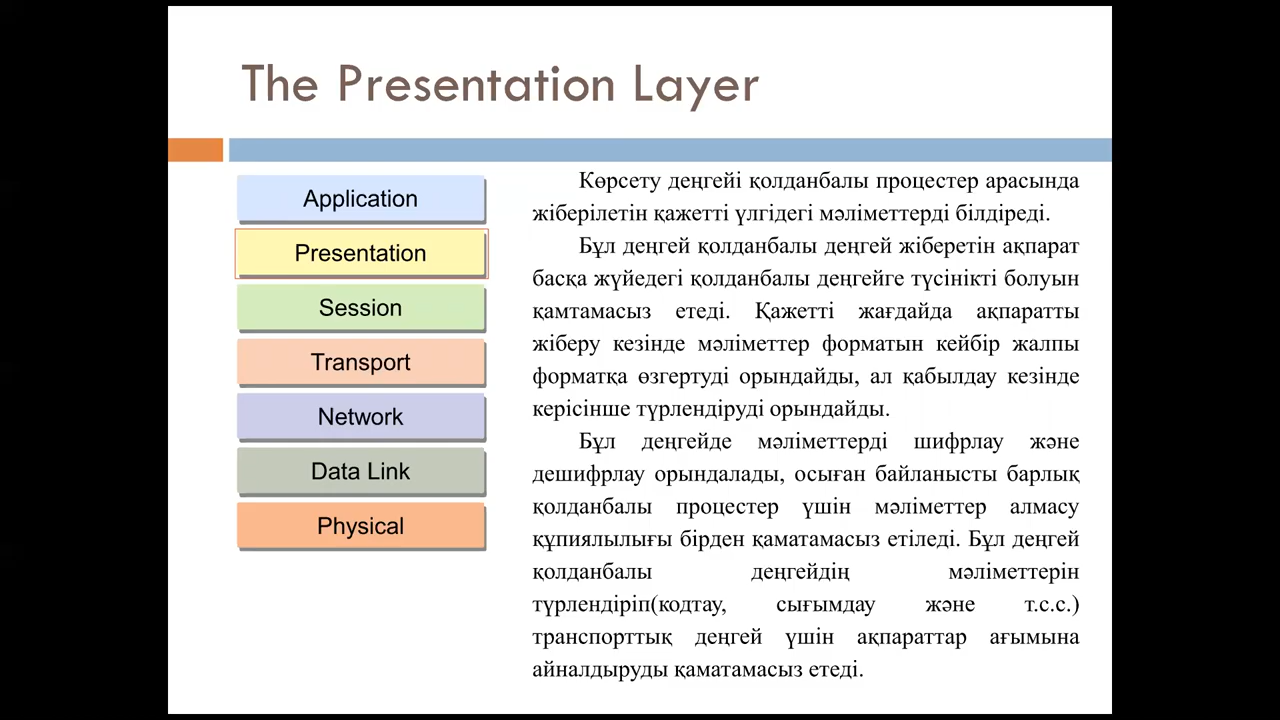 The Presentation Layer
Application
Presentation
Session
Transport
Network
Data Link
Physical
Көрсету деңгейі қолданбалы процестер арасында
жіберілетін қажетті үлгідегі мәліметтерді білдіреді.
Бұл деңгей қолданбалы деңгей жіберетін ақпарат
басқа жүйедегі қолданбалы деңгейге түсінікті болуын
қамтамасыз етеді. Қажетті жағдайда ақпаратты
жіберу кезінде мәліметтер форматын кейбір жалпы
форматқа өзгертуді орындайды, ал қабылдау кезінде
керісінше түрлендіруді орындайды.
Бұл деңгейде мәліметтерді шифрлау және
дешифрлау орындалады, осыған байланысты барлық
қолданбалы процестер үшін мәліметтер алмасу
құпиялылығы бірден қаматамасыз етіледі. Бұл деңгей
қолданбалы деңгейдің мәліметтерін
түрлендіріп(кодтау, сығымдау және т.с.с.)
транспорттық деңгей үшін ақпараттар ағымына
айналдыруды қаматамасыз етеді.